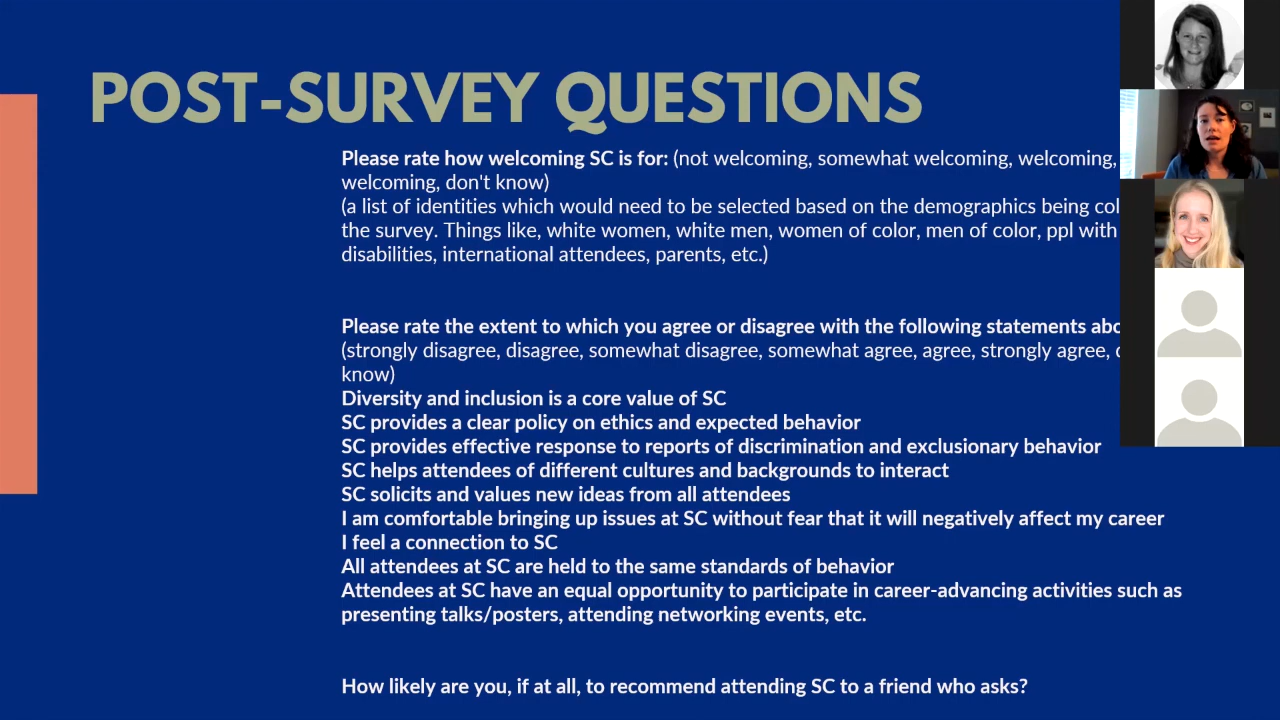 POST-SURVEY QUESTIONS
Please rate how welcoming SC is for: (not welcoming, somewhat welcoming, welcoming,
welcoming, don't know)
(a list of identities which would need to be selected based on the demographics being
the survey. Things like, white women, white men, women of color, men of color, ppl with
disabilities, international attendees, parents, etc.)
Please rate the extent to which you agree or disagree with the following statements
(strongly disagree, disagree, somewhat disagree, somewhat agree, agree, strongly agree,
know)
Diversity and inclusion is a core value of SC
SC provides a clear policy on ethics and expected behavior
SC provides effective response to reports of discrimination and exclusionary behavior
SC helps attendees of different cultures and backgrounds to interact
SC solicits and values new ideas from all attendees
I am comfortable bringing up issues at SC without fear that it will negatively affect my career
I feel a connection to SC
All attendees at SC are held to the same standards of behavior
Attendees at SC have an equal opportunity to participate in career-advancing activities such as
presenting talks/posters, attending networking events, etc.
How likely are you, if at all, to recommend attending SC to a friend who asks?